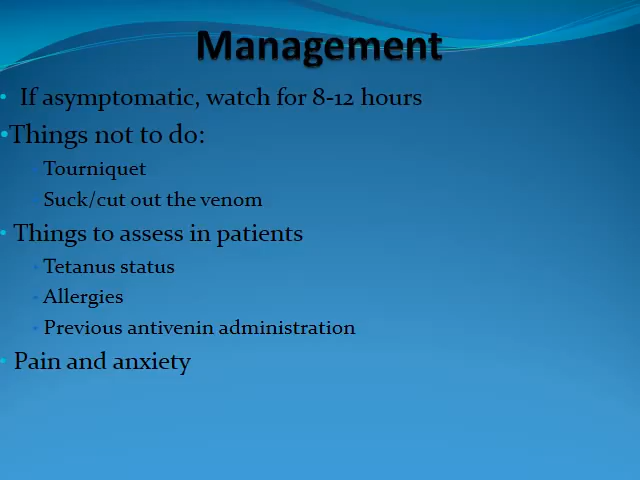 Management
• If asymptomatic, watch for 8-12 hours
•Things not to do:
Tourniquet
Suck/cut out the venom
• Things to assess in patients
• Tetanus status
• Allergies
• Previous antivenin administration
• Pain and anxiety